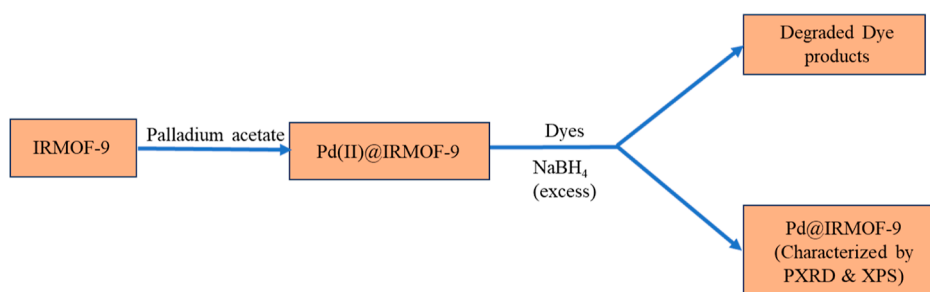 IRMOF-9
Palladium acetate
Pd(II)@IRMOF-9
Dyes
NaBH₄
(excess)
Degraded Dye
products
Pd@IRMOF-9
(Characterized by
PXRD & XPS)